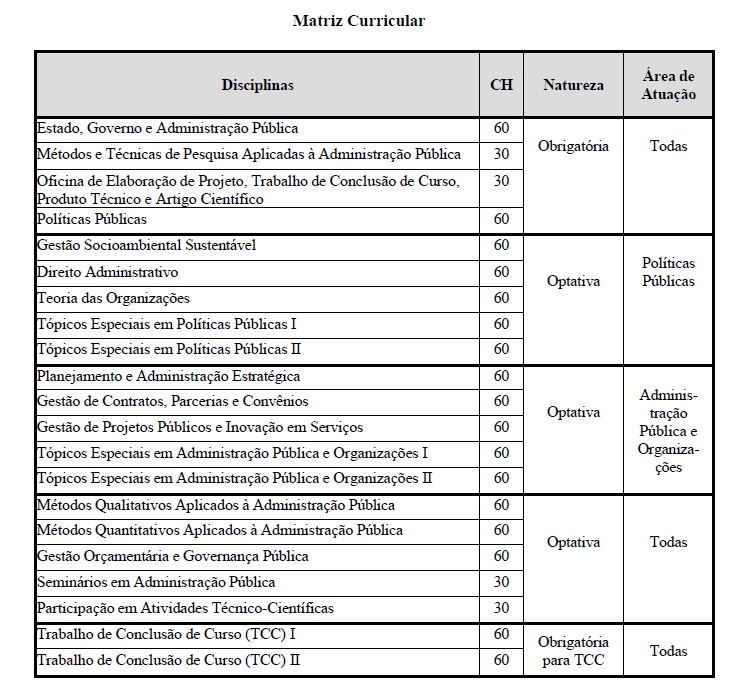 Matriz Curricular
Disciplinas CH Natureza Área de Atuação
Estado, Governo e Administração Pública 60
Obrigatória Todas
Métodos e Técnicas de Pesquisa Aplicadas à Administração Pública 30
Oficina de Elaboração de Projeto, Trabalho de Conclusão de Curso, 30
Produto Técnico e Artigo Científico
Políticas Públicas 60
Gestão Socioambiental Sustentável 60
Direito Administrativo 60
Optativa
Políticas
Públicas
Teoria das Organizações 60
Tópicos Especiais em Políticas Públicas I 60
Tópicos Especiais em Políticas Públicas II 60
Planejamento e Administração Estratégica 60
Gestão de Contratos, Parcerias e Convênios 60
Optativa
Adminis-
tração
Pública e
Organiza-
ções
Gestão de Projetos Públicos e Inovação em Serviços 60
Tópicos Especiais em Administração Pública e Organizações I 60
Tópicos Especiais em Administração Pública e Organizações II 60
Métodos Qualitativos Aplicados à Administração Pública 60
Métodos Quantitativos Aplicados à Administração Pública 60
Optativa Todas
Gestão Orçamentária e Governança Pública 60
Seminários em Administração Pública 30
Participação em Atividades Técnico-Científicas 30
Trabalho de Conclusão de Curso (TCC) I 60
Obrigatória
para TCC
Todas
Trabalho de Conclusão de Curso (TCC) II 60